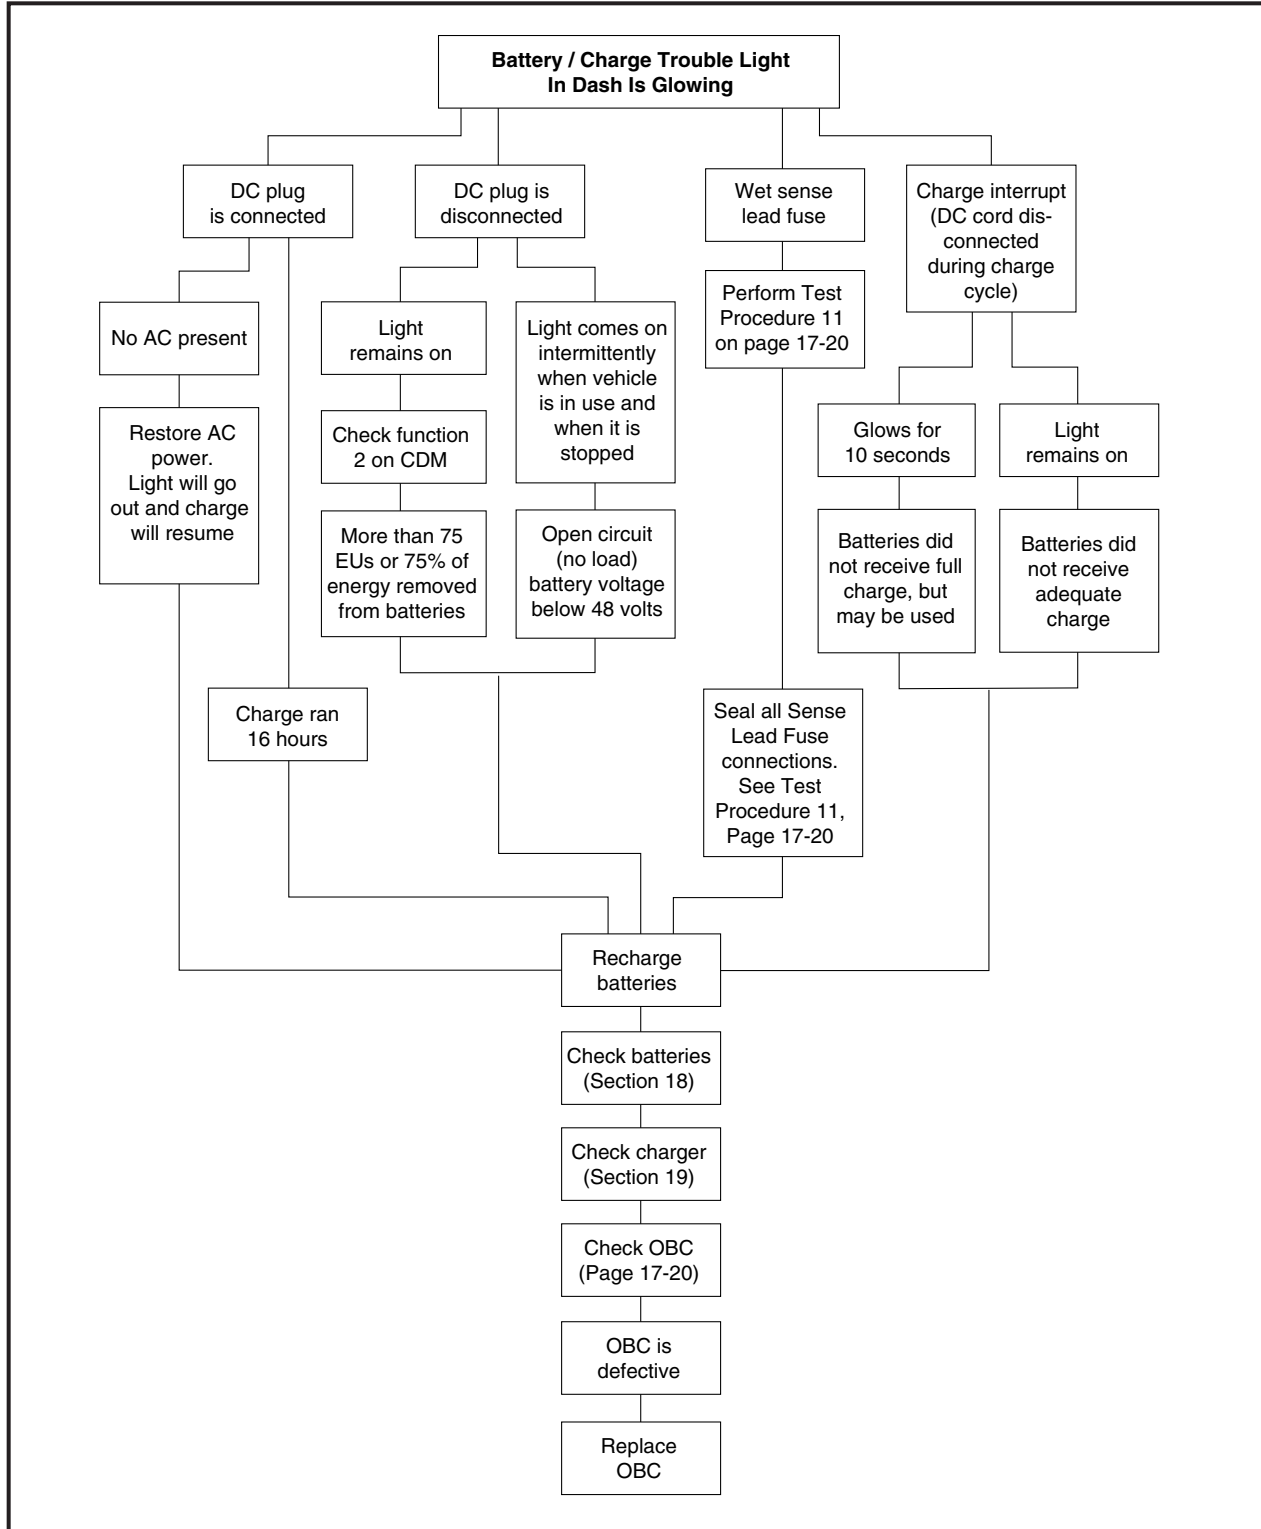 Battery / Charge Trouble Light
In Dash Is Glowing
DC plug
is connected
DC plug is
disconnected
Wet sense
lead fuse
Charge interrupt
(DC cord dis-
connected
during charge
cycle)
No AC present
Light
remains on
Light comes on
intermittently
when vehicle
is in use and
when it is
stopped
Perform Test
Procedure 11
on page 17-20
Restore AC
power.
Light will go
out and charge
will resume
Check function
2 on CDM
Glows for
10 seconds
Light
remains on
More than 75
EUs or 75% of
energy removed
from batteries
Open circuit
(no load)
battery voltage
below 48 volts
Batteries did
not receive full
charge, but
may be used
Batteries did
not receive
adequate
charge
Charge ran
16 hours
Seal all Sense
Lead Fuse
connections.
See Test
Procedure 11,
Page 17-20
Recharge
batteries
Check batteries
(Section 18)
Check charger
(Section 19)
Check OBC
(Page 17-20)
OBC is
defective
Replace
OBC